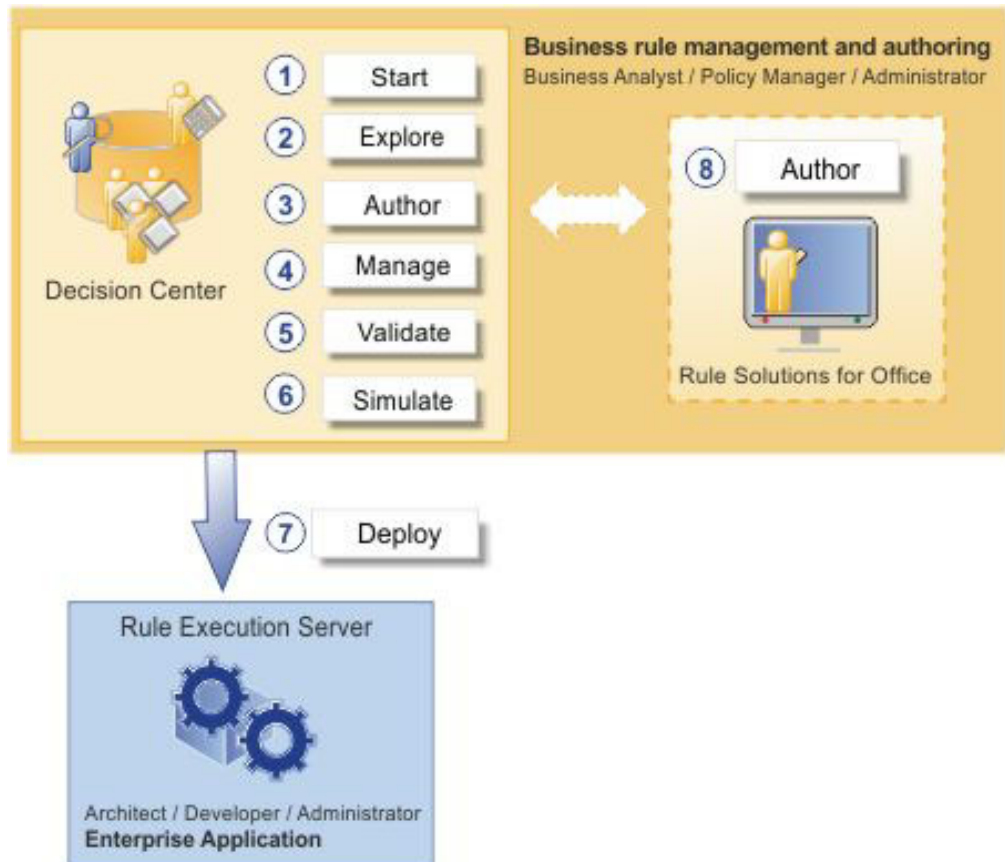 Business rule management and authoring
Business Analyst / Policy Manager / Administrator
Decision Center
1 Start
2 Explore
3 Author
4 Manage
5 Validate
6 Simulate
8 Author
Rule Solutions for Office
7 Deploy
Rule Execution Server
Architect / Developer / Administrator
Enterprise Application